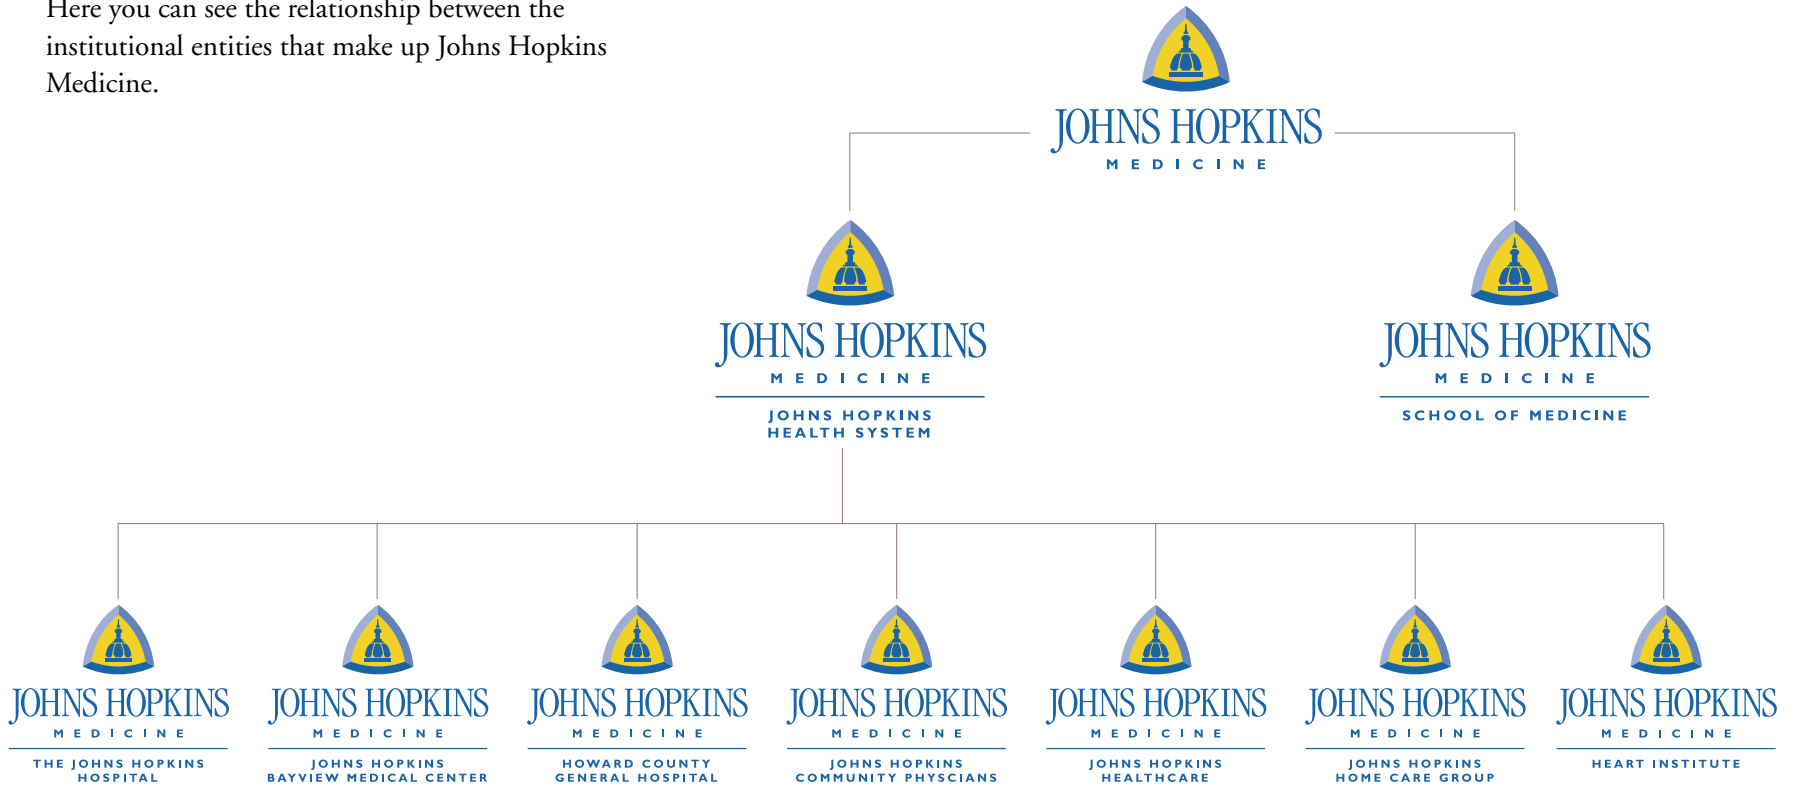 Here you can see the relationship between the
institutional entities that make up Johns Hopkins
Medicine.
JOHNS HOPKINS
MEDICINE
JOHNS HOPKINS
MEDICINE
JOHNS HOPKINS
HEALTH SYSTEM
JOHNS HOPKINS
MEDICINE
SCHOOL OF MEDICINE
JOHNS HOPKINS
MEDICINE
THE JOHNS HOPKINS
HOSPITAL
JOHNS HOPKINS
MEDICINE
JOHNS HOPKINS
BAYVIEW MEDICAL CENTER
JOHNS HOPKINS
MEDICINE
HOWARD COUNTY
GENERAL HOSPITAL
JOHNS HOPKINS
MEDICINE
JOHNS HOPKINS
COMMUNITY PHYSCIANS
JOHNS HOPKINS
MEDICINE
JOHNS HOPKINS
HEALTHCARE
JOHNS HOPKINS
MEDICINE
JOHNS HOPKINS
HOME CARE GROUP
JOHNS HOPKINS
MEDICINE
HEART INSTITUTE